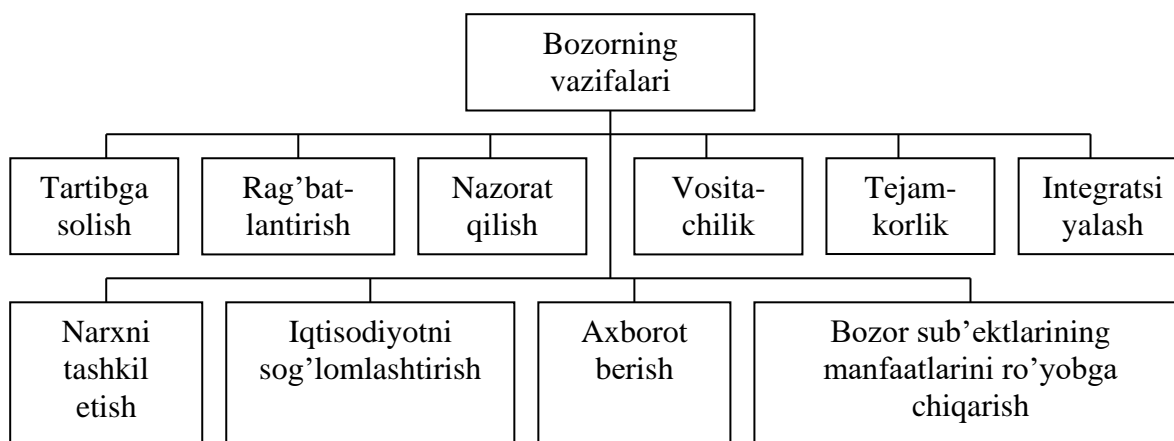 Bozorning
vazifalari
Tartibga
solish
Rag’bat-
lantirish
Nazorat
qilish
Vosita-
chilik
Tejam-
korlik
Integratsi
yalash
Narxni
tashkil
etish
Iqtisodiyotni
sog’lomlashtirish
Axborot
berish
Bozor sub’ektlarining
manfaatlarini ro’yobga
chiqarish